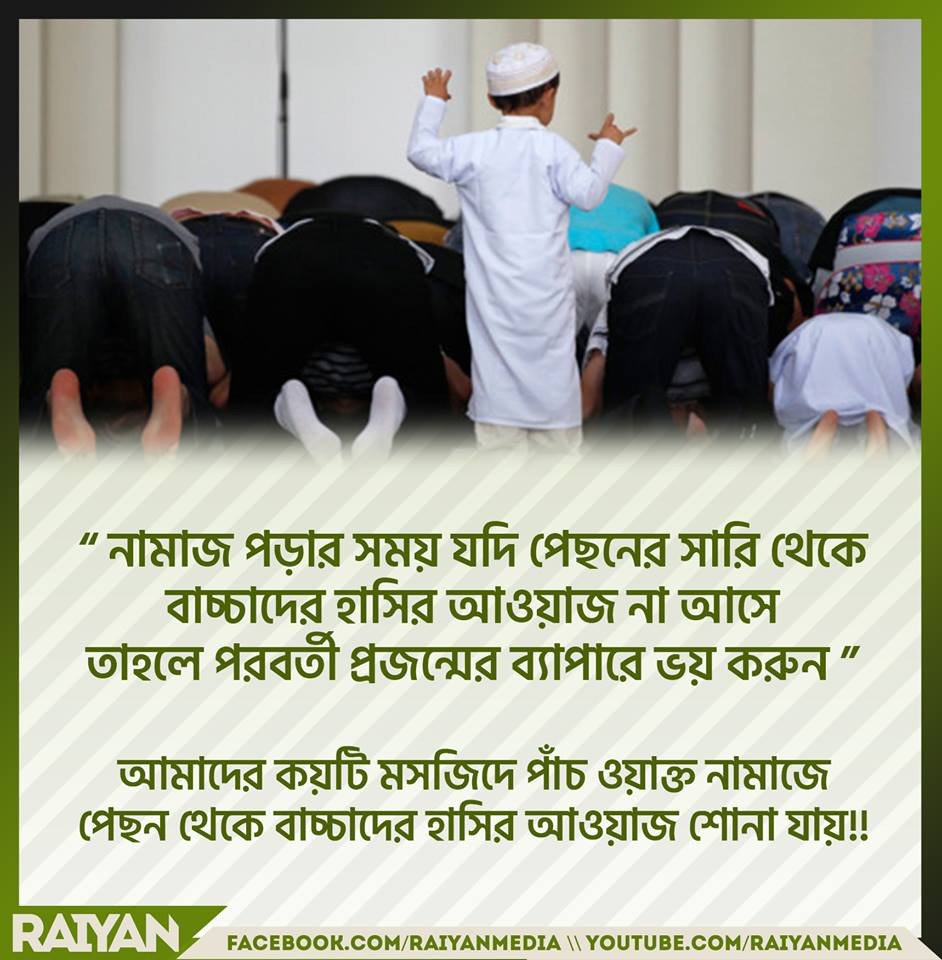 “ নামাজ পড়ার সময় যদি পেছনের সারি থেকে
বাচ্চাদের হাসির আওয়াজ না আসে
তাহলে পরবর্তী প্রজন্মের ব্যাপারে ভয় করুন ”
আমাদের কয়টি মসজিদে পাঁচ ওয়াক্ত নামাজে
পেছন থেকে বাচ্চাদের হাসির আওয়াজ শোনা যায়!!
RAIYAN
FACEBOOK.COM/RAIYANMEDIA \\ YOUTUBE.COM/RAIYANMEDIA